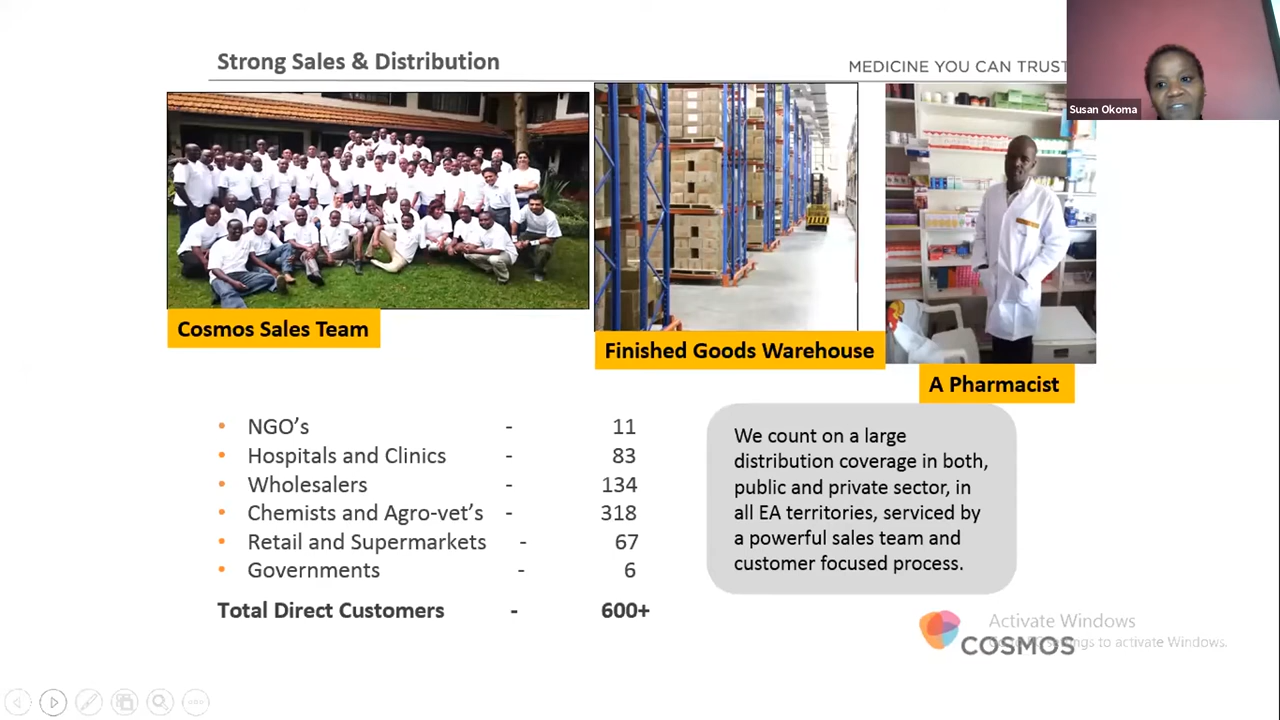 Strong Sales & Distribution
MEDICINE YOU CAN TRUST
Susan Okoma
Cosmos Sales Team
Finished Goods Warehouse
A Pharmacist
• NGO’s - 11
• Hospitals and Clinics - 83
• Wholesalers - 134
• Chemists and Agro-vet’s - 318
• Retail and Supermarkets - 67
• Governments - 6
Total Direct Customers - 600+
We count on a large
distribution coverage in both,
public and private sector, in
all EA territories, serviced by
a powerful sales team and
customer focused process.
Activate Windows
to activate Windows.
COSMOS